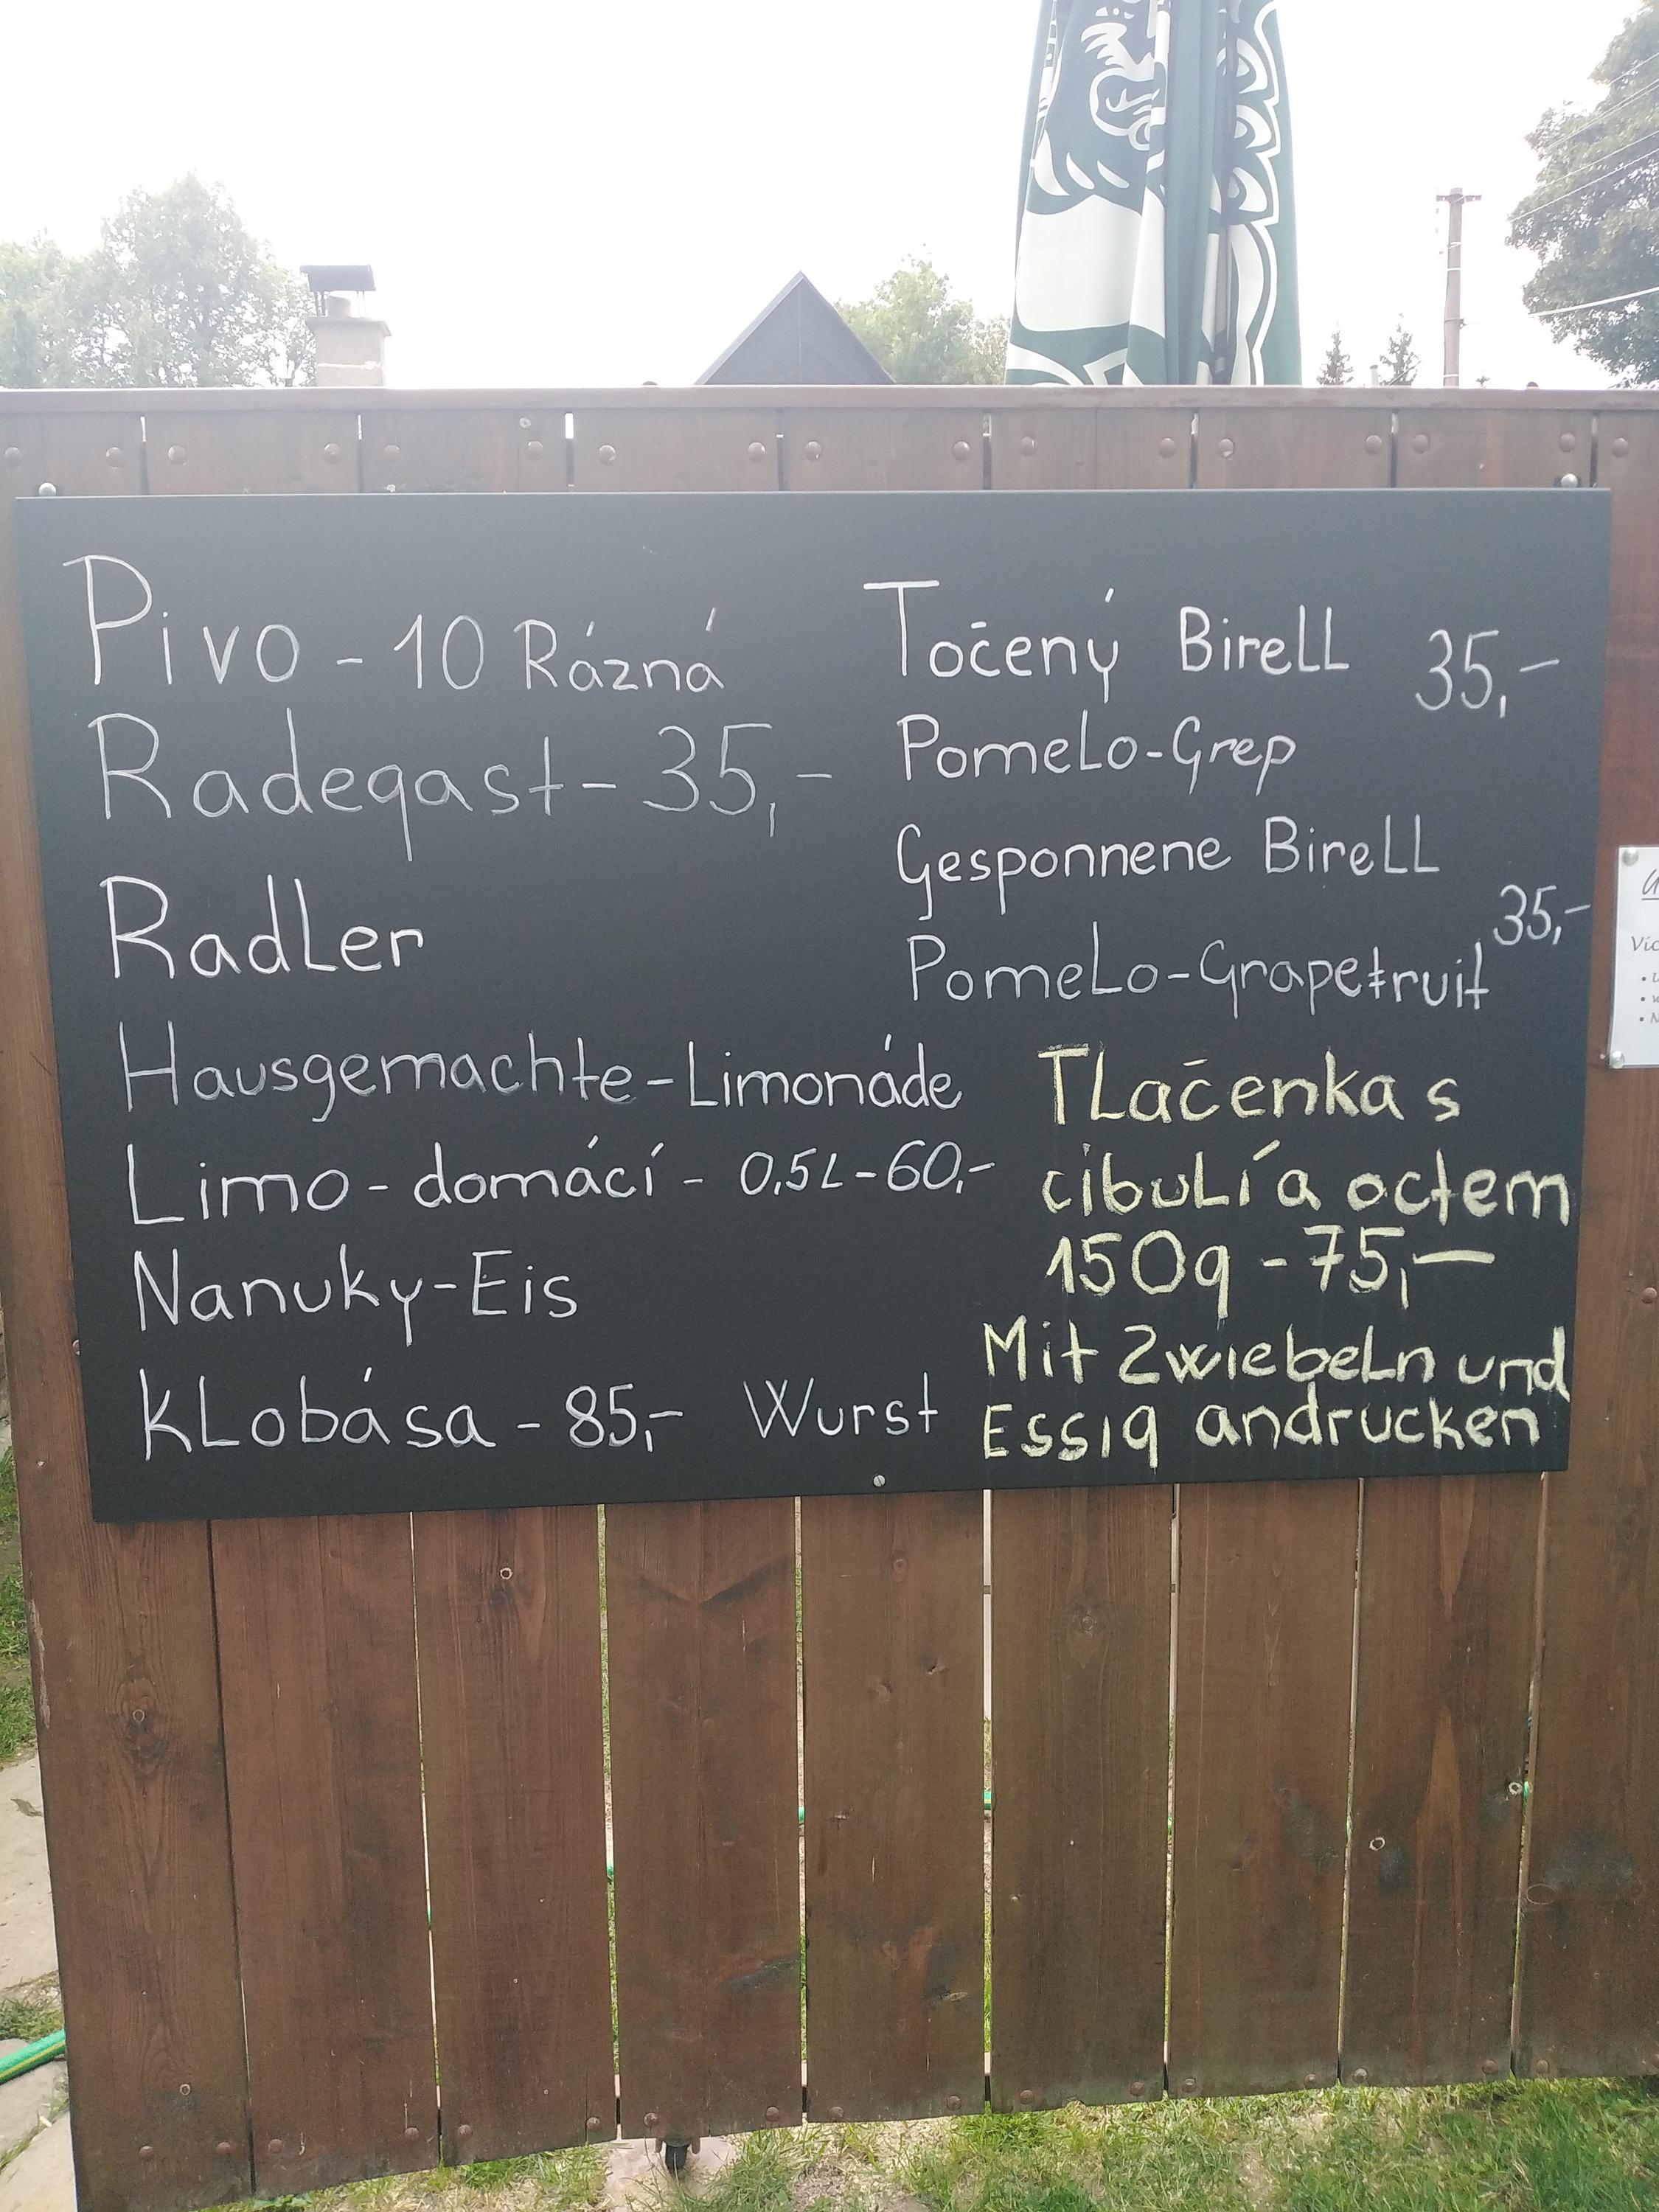 Pivo - 10 Rázná
Radegast - 35,-
Radler
Hausgemachte - Limonáde
Limo - domácí - 0,5L - 60,-
Nanuky - Eis
Klobása - 85,- Wurst
Točený Birell 35,-
Pomelo - Grep
Gesponnene Birell
Pomelo - Grapetruit 35,-
Tlačenka s
cibulí a octem
150g - 75,-
Mit Zwiebeln und
Essig andrucken